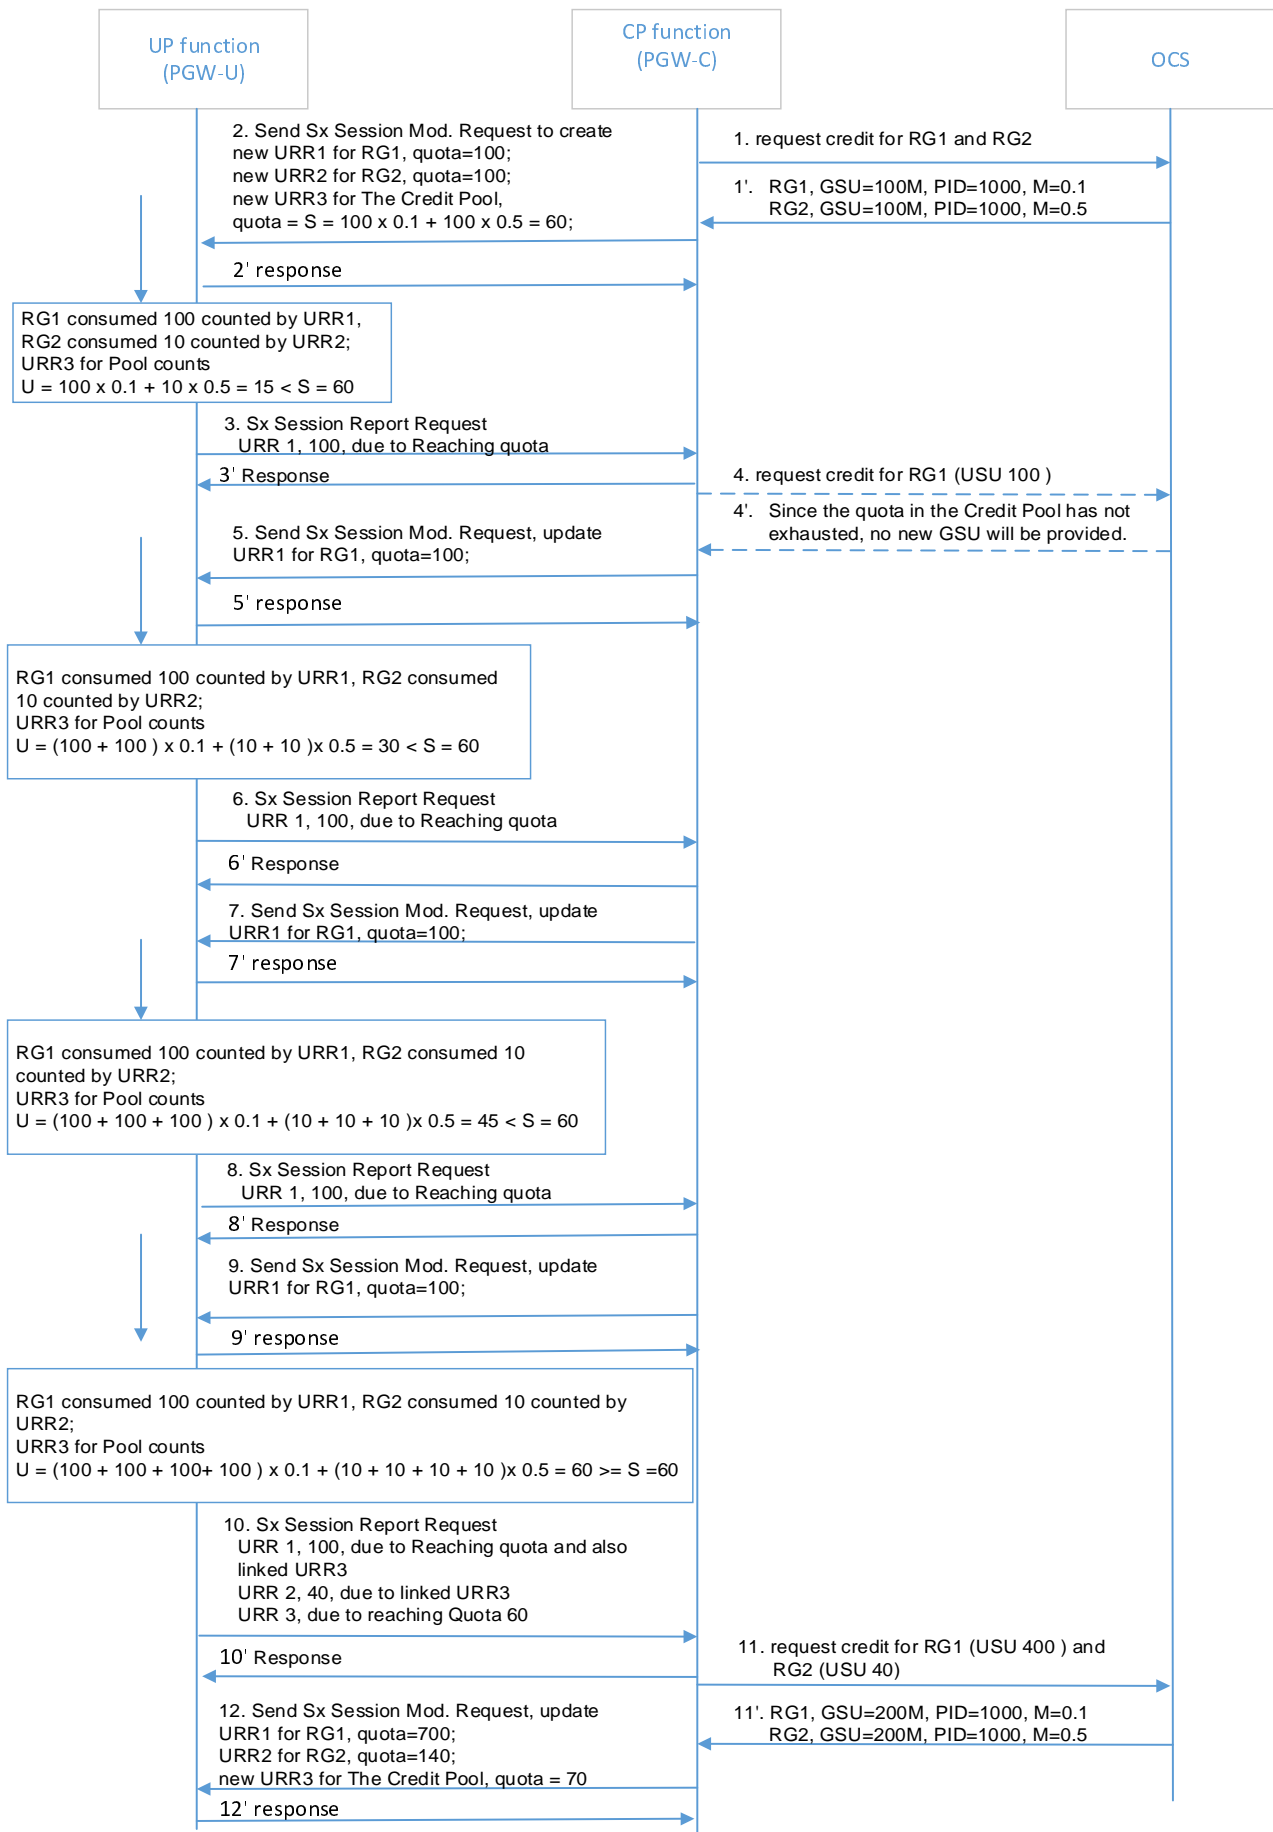 UP function
(PGW-U)
CP function
(PGW-C)
OCS
2. Send Sx Session Mod. Request to create
new URR1 for RG1, quota=100;
new URR2 for RG2, quota=100;
new URR3 for The Credit Pool,
quota = S = 100 x 0.1 + 100 x 0.5 = 60;
1. request credit for RG1 and RG2
1'. RG1, GSU=100M, PID=1000, M=0.1
RG2, GSU=100M, PID=1000, M=0.5
2' response
RG1 consumed 100 counted by URR1,
RG2 consumed 10 counted by URR2;
URR3 for Pool counts
U = 100 x 0.1 + 10 x 0.5 = 15 < S = 60
3. Sx Session Report Request
URR 1, 100, due to Reaching quota
3' Response
4. request credit for RG1 (USU 100 )
4'. Since the quota in the Credit Pool has not
exhausted, no new GSU will be provided.
5. Send Sx Session Mod. Request, update
URR1 for RG1, quota=100;
5' response
RG1 consumed 100 counted by URR1, RG2 consumed
10 counted by URR2;
URR3 for Pool counts
U = (100 + 100 ) x 0.1 + (10 + 10 )x 0.5 = 30 < S = 60
6. Sx Session Report Request
URR 1, 100, due to Reaching quota
6' Response
7. Send Sx Session Mod. Request, update
URR1 for RG1, quota=100;
7' response
RG1 consumed 100 counted by URR1, RG2 consumed 10
counted by URR2;
URR3 for Pool counts
U = (100 + 100 + 100 ) x 0.1 + (10 + 10 + 10 )x 0.5 = 45 < S = 60
8. Sx Session Report Request
URR 1, 100, due to Reaching quota
8' Response
9. Send Sx Session Mod. Request, update
URR1 for RG1, quota=100;
9' response
RG1 consumed 100 counted by URR1, RG2 consumed 10 counted by
URR2;
URR3 for Pool counts
U = (100 + 100 + 100+ 100 ) x 0.1 + (10 + 10 + 10 + 10 )x 0.5 = 60 >= S =60
10. Sx Session Report Request
URR 1, 100, due to Reaching quota and also
linked URR3
URR 2, 40, due to linked URR3
URR 3, due to reaching Quota 60
10' Response
11. request credit for RG1 (USU 400 ) and
RG2 (USU 40)
12. Send Sx Session Mod. Request, update
URR1 for RG1, quota=700;
URR2 for RG2, quota=140;
new URR3 for The Credit Pool, quota = 70
11'. RG1, GSU=200M, PID=1000, M=0.1
RG2, GSU=200M, PID=1000, M=0.5
12' response